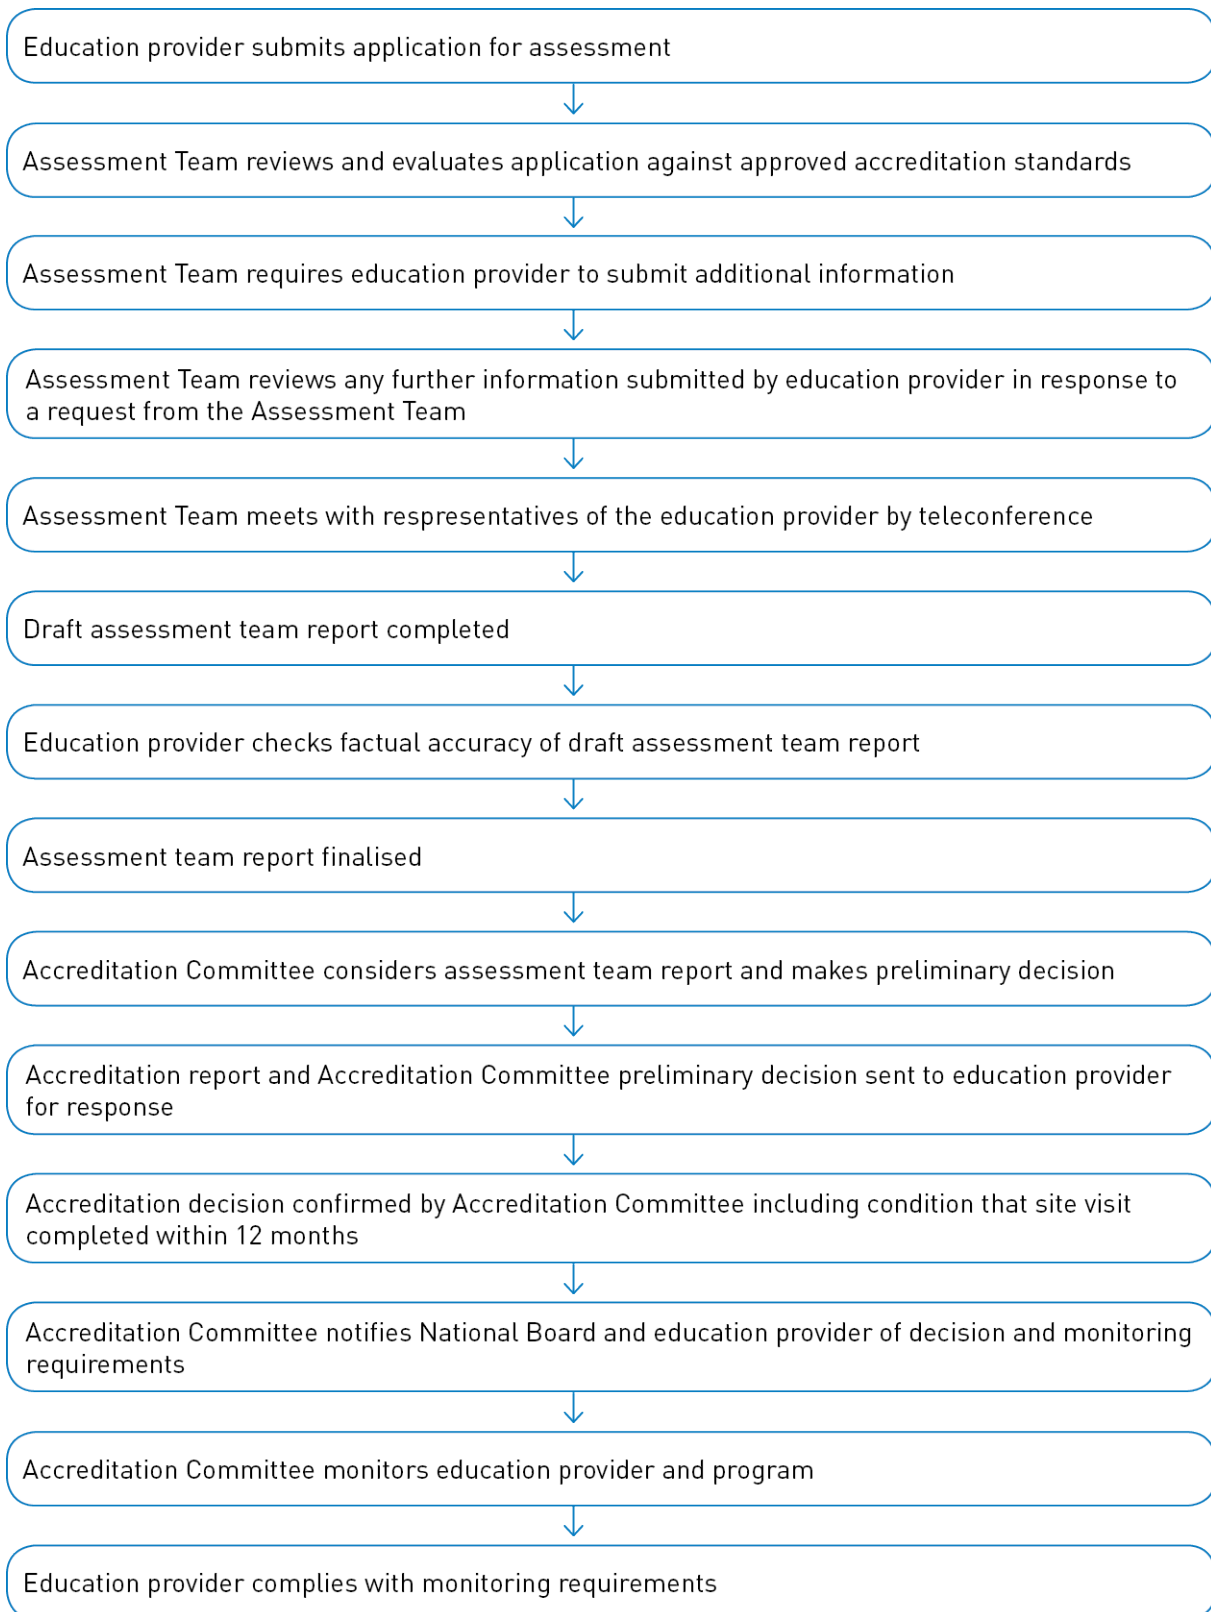 Education provider submits application for assessment
Assessment Team reviews and evaluates application against approved accreditation standards
Assessment Team requires education provider to submit additional information
Assessment Team reviews any further information submitted by education provider in response to
a request from the Assessment Team
Assessment Team meets with respresentatives of the education provider by teleconference
Draft assessment team report completed
Education provider checks factual accuracy of draft assessment team report
Assessment team report finalised
Accreditation Committee considers assessment team report and makes preliminary decision
Accreditation report and Accreditation Committee preliminary decision sent to education provider
for response
Accreditation decision confirmed by Accreditation Committee including condition that site visit
completed within 12 months
Accreditation Committee notifies National Board and education provider of decision and monitoring
requirements
Accreditation Committee monitors education provider and program
Education provider complies with monitoring requirements